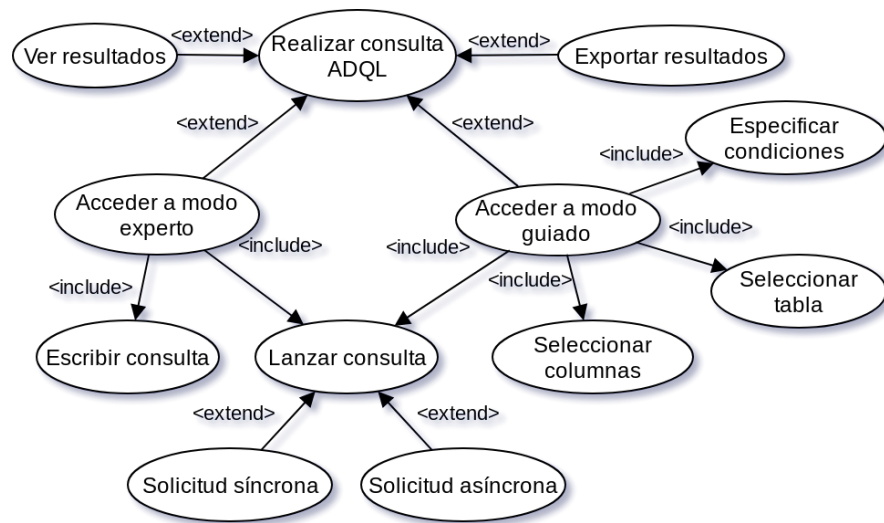 <extend>
Ver resultados
Realizar consulta
ADQL
<extend>
Exportar resultados
<extend>
<extend>
Especificar
condiciones
<include>
Acceder a modo
experto
Acceder a modo
guiado
<include>
<include>
<include>
<include>
<include>
Seleccionar
tabla
Escribir consulta
Lanzar consulta
Seleccionar
columnas
<extend>
<extend>
Solicitud síncrona
Solicitud asíncrona